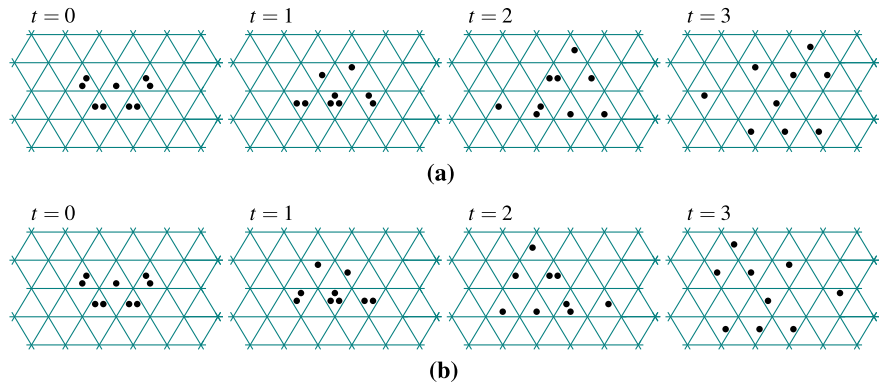 t = 0 t = 1 t = 2 t = 3
(a)
t = 0 t = 1 t = 2 t = 3
(b)